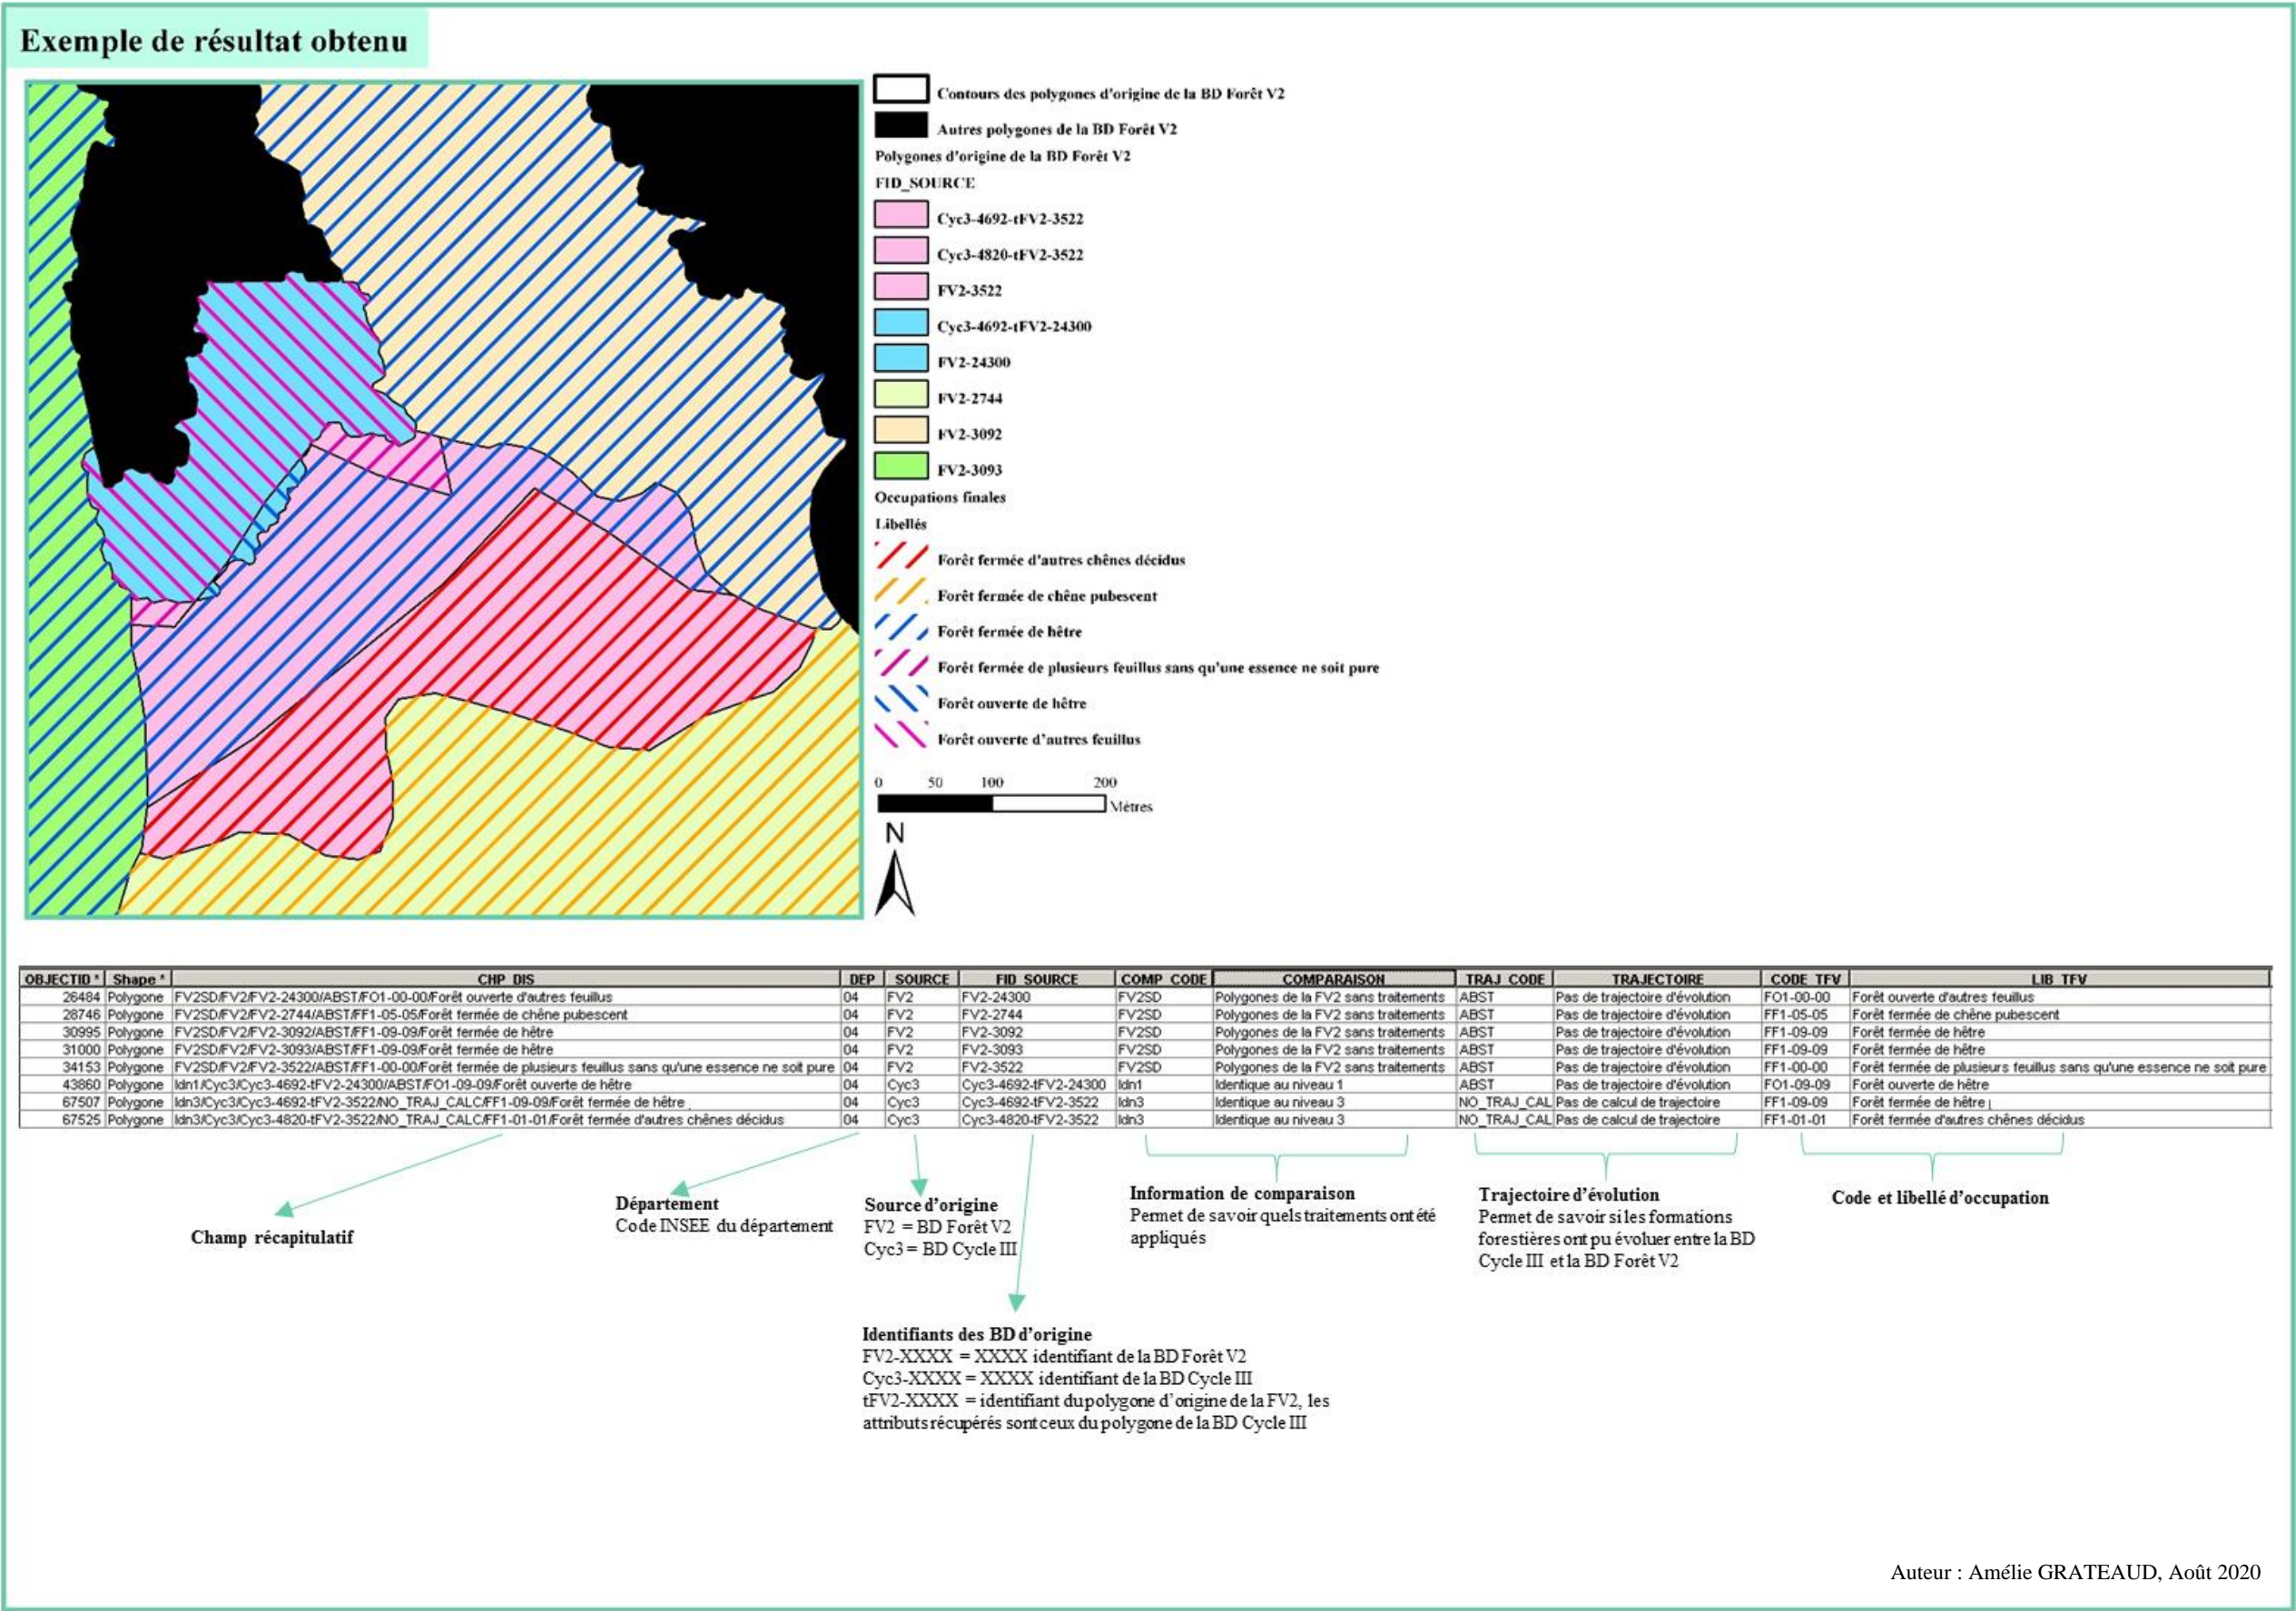 Exemple de résultat obtenu
Contours des polygones d'origine de la BD Forêt V2
Autres polygones de la BD Forêt V2
Polygones d'origine de la BD Forêt V2
FID_SOURCE
Cyc3-4692-tFV2-3522
Cyc3-4820-tFV2-3522
FV2-3522
Cyc3-4692-tFV2-24300
FV2-24300
FV2-2744
FV2-3092
FV2-3093
Occupations finales
Libellés
Forêt fermée d'autres chênes décidus
Forêt fermée de chêne pubescent
Forêt fermée de hêtre
Forêt fermée de plusieurs feuillus sans qu'une essence ne soit pure
Forêt ouverte de hêtre
Forêt ouverte d'autres feuillus
0 50 100 200
Mètres
N
OBJECTID * Shape * CHP_DIS DEP SOURCE FID_SOURCE COMP_CODE COMPARAISON TRAJ_CODE TRAJECTOIRE CODE_TFV LIB_TFV
26484 Polygone FV2SD/FV2/FV2-24300/ABST/FO1-00-00/Forêt ouverte d'autres feuillus 04 FV2 FV2-24300 FV2SD Polygones de la FV2 sans traitements ABST Pas de trajectoire d'évolution FO1-00-00 Forêt ouverte d'autres feuillus
28746 Polygone FV2SD/FV2/FV2-2744/ABST/FF1-05-05/Forêt fermée de chêne pubescent 04 FV2 FV2-2744 FV2SD Polygones de la FV2 sans traitements ABST Pas de trajectoire d'évolution FF1-05-05 Forêt fermée de chêne pubescent
30995 Polygone FV2SD/FV2/FV2-3092/ABST/FF1-09-09/Forêt fermée de hêtre 04 FV2 FV2-3092 FV2SD Polygones de la FV2 sans traitements ABST Pas de trajectoire d'évolution FF1-09-09 Forêt fermée de hêtre
31000 Polygone FV2SD/FV2/FV2-3093/ABST/FF1-09-09/Forêt fermée de hêtre 04 FV2 FV2-3093 FV2SD Polygones de la FV2 sans traitements ABST Pas de trajectoire d'évolution FF1-09-09 Forêt fermée de hêtre
34153 Polygone FV2SD/FV2/FV2-3522/ABST/FF1-00-00/Forêt fermée de plusieurs feuillus sans qu'une essence ne soit pure 04 FV2 FV2-3522 FV2SD Polygones de la FV2 sans traitements ABST Pas de trajectoire d'évolution FF1-00-00 Forêt fermée de plusieurs feuillus sans qu'une essence ne soit pure
43860 Polygone Idn1/Cyc3/Cyc3-4692-tFV2-24300/ABST/FO1-09-09/Forêt ouverte de hêtre 04 Cyc3 Cyc3-4692-tFV2-24300 Idn1 Identique au niveau 1 ABST Pas de trajectoire d'évolution FO1-09-09 Forêt ouverte de hêtre
67507 Polygone Idn3/Cyc3/Cyc3-4692-tFV2-3522/NO_TRAJ_CALC/FF1-09-09/Forêt fermée de hêtre 04 Cyc3 Cyc3-4692-tFV2-3522 Idn3 Identique au niveau 3 NO_TRAJ_CAL Pas de calcul de trajectoire FF1-09-09 Forêt fermée de hêtre
67525 Polygone Idn3/Cyc3/Cyc3-4820-tFV2-3522/NO_TRAJ_CALC/FF1-01-01/Forêt fermée d'autres chênes décidus 04 Cyc3 Cyc3-4820-tFV2-3522 Idn3 Identique au niveau 3 NO_TRAJ_CAL Pas de calcul de trajectoire FF1-01-01 Forêt fermée d'autres chênes décidus
Champ récapitulatif
Département
Code INSEE du département
Source d'origine
FV2 = BD Forêt V2
Cyc3 = BD Cycle III
Identifiants des BD d'origine
FV2-XXXX = XXXX identifiant de la BD Forêt V2
Cyc3-XXXX = XXXX identifiant de la BD Cycle III
tFV2-XXXX = identifiant du polygone d'origine de la FV2, les
attributs récupérés sont ceux du polygone de la BD Cycle III
Information de comparaison
Permet de savoir quels traitements ont été
appliqués
Trajectoire d'évolution
Permet de savoir si les formations
forestières ont pu évoluer entre la BD
Cycle III et la BD Forêt V2
Code et libellé d'occupation
Auteur : Amélie GRATEAUD, Août 2020